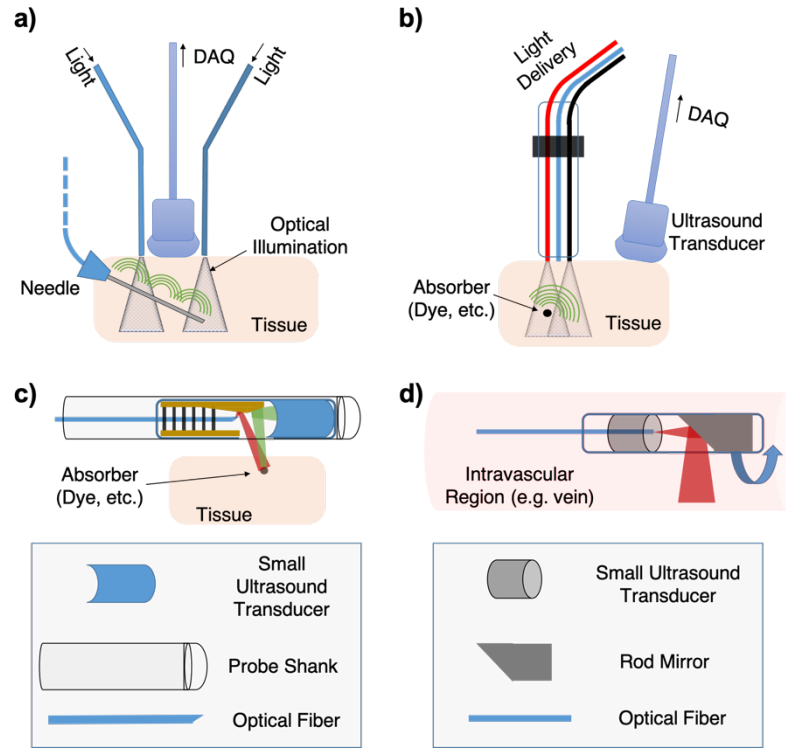 a)
Light
DAQ
Light
Optical
Illumination
Needle
Tissue
b)
Light
Delivery
DAQ
Ultrasound
Transducer
Absorber
(Dye, etc.)
Tissue
c)
Absorber
(Dye, etc.)
Tissue
Small
Ultrasound
Transducer
Probe Shank
Optical Fiber
d)
Intravascular
Region (e.g. vein)
Small Ultrasound
Transducer
Rod Mirror
Optical Fiber